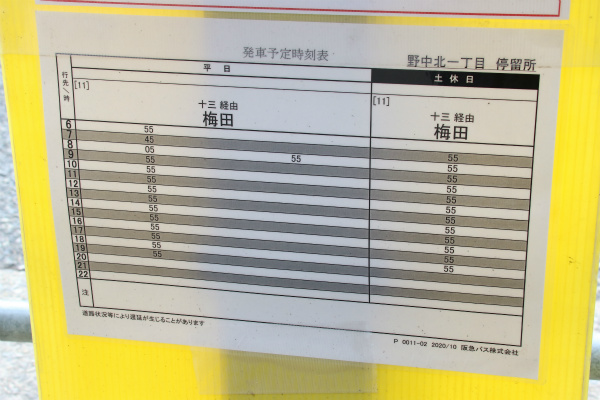 発車予定時刻表
野中北一丁目 停留所
行先/時 平日 土休日
[11] [11]
十三 経由 十三 経由
梅田 梅田
6 55
7 45 55
8 05 55 55
9 55 55
10 55 55
11 55 55
12 55 55
13 55 55
14 55 55
15 55 55
16 55 55
17 55 55
18 55 55
19 55
20
21
22
注
道路状況等により遅延が生じることがあります
P 0011-02 2020/10 阪急バス株式会社